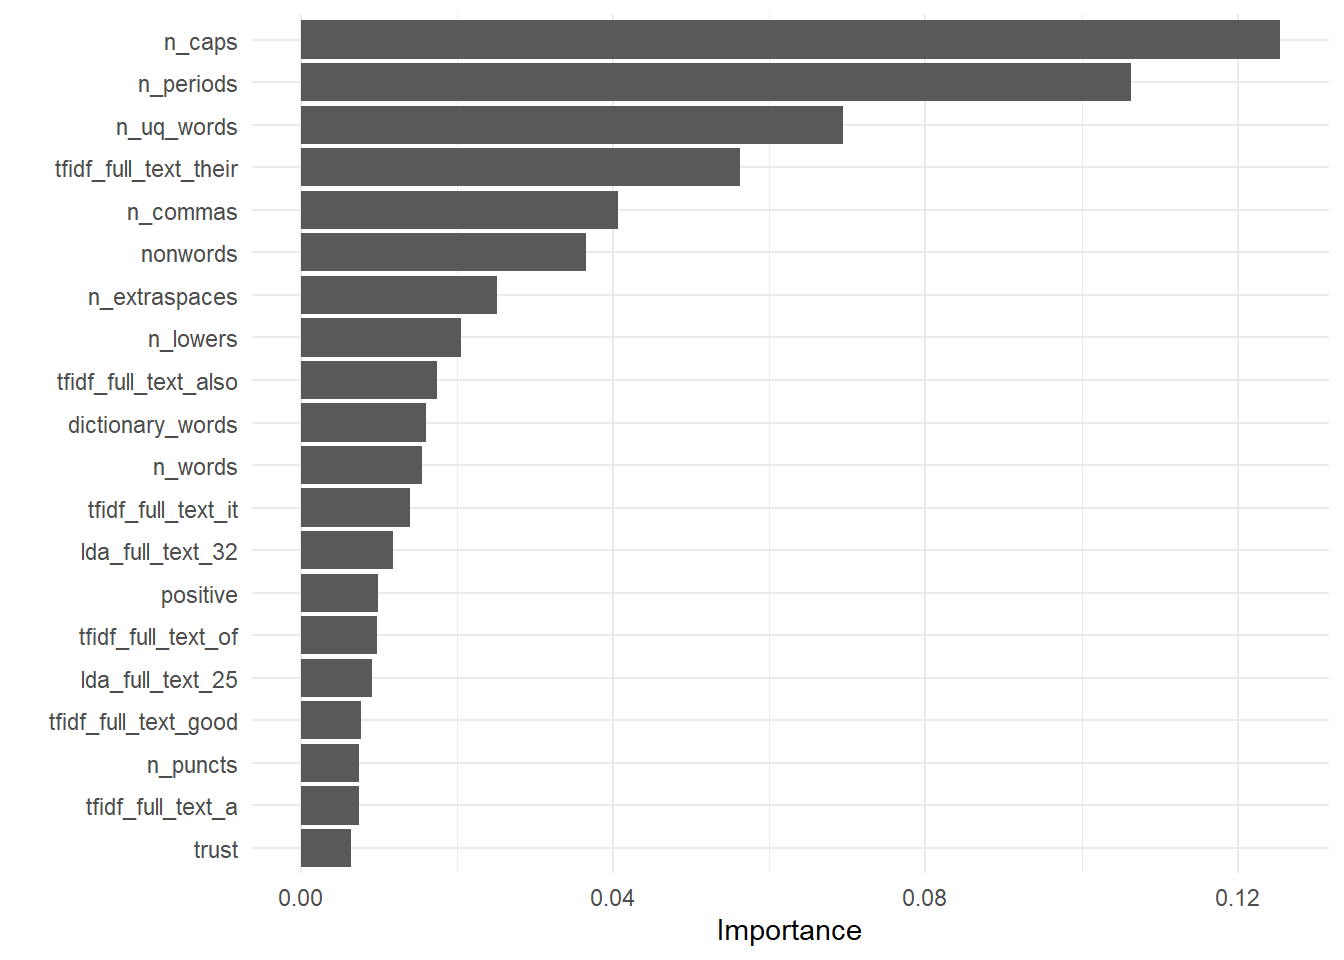 n_caps
n_periods
n_uq_words
tfidf_full_text_their
n_commas
nonwords
n_extraspaces
n_lowers
tfidf_full_text_also
dictionary_words
n_words
tfidf_full_text_it
lda_full_text_32
positive
tfidf_full_text_of
lda_full_text_25
tfidf_full_text_good
n_puncts
tfidf_full_text_a
trust
0.00 0.04 0.08 0.12
Importance